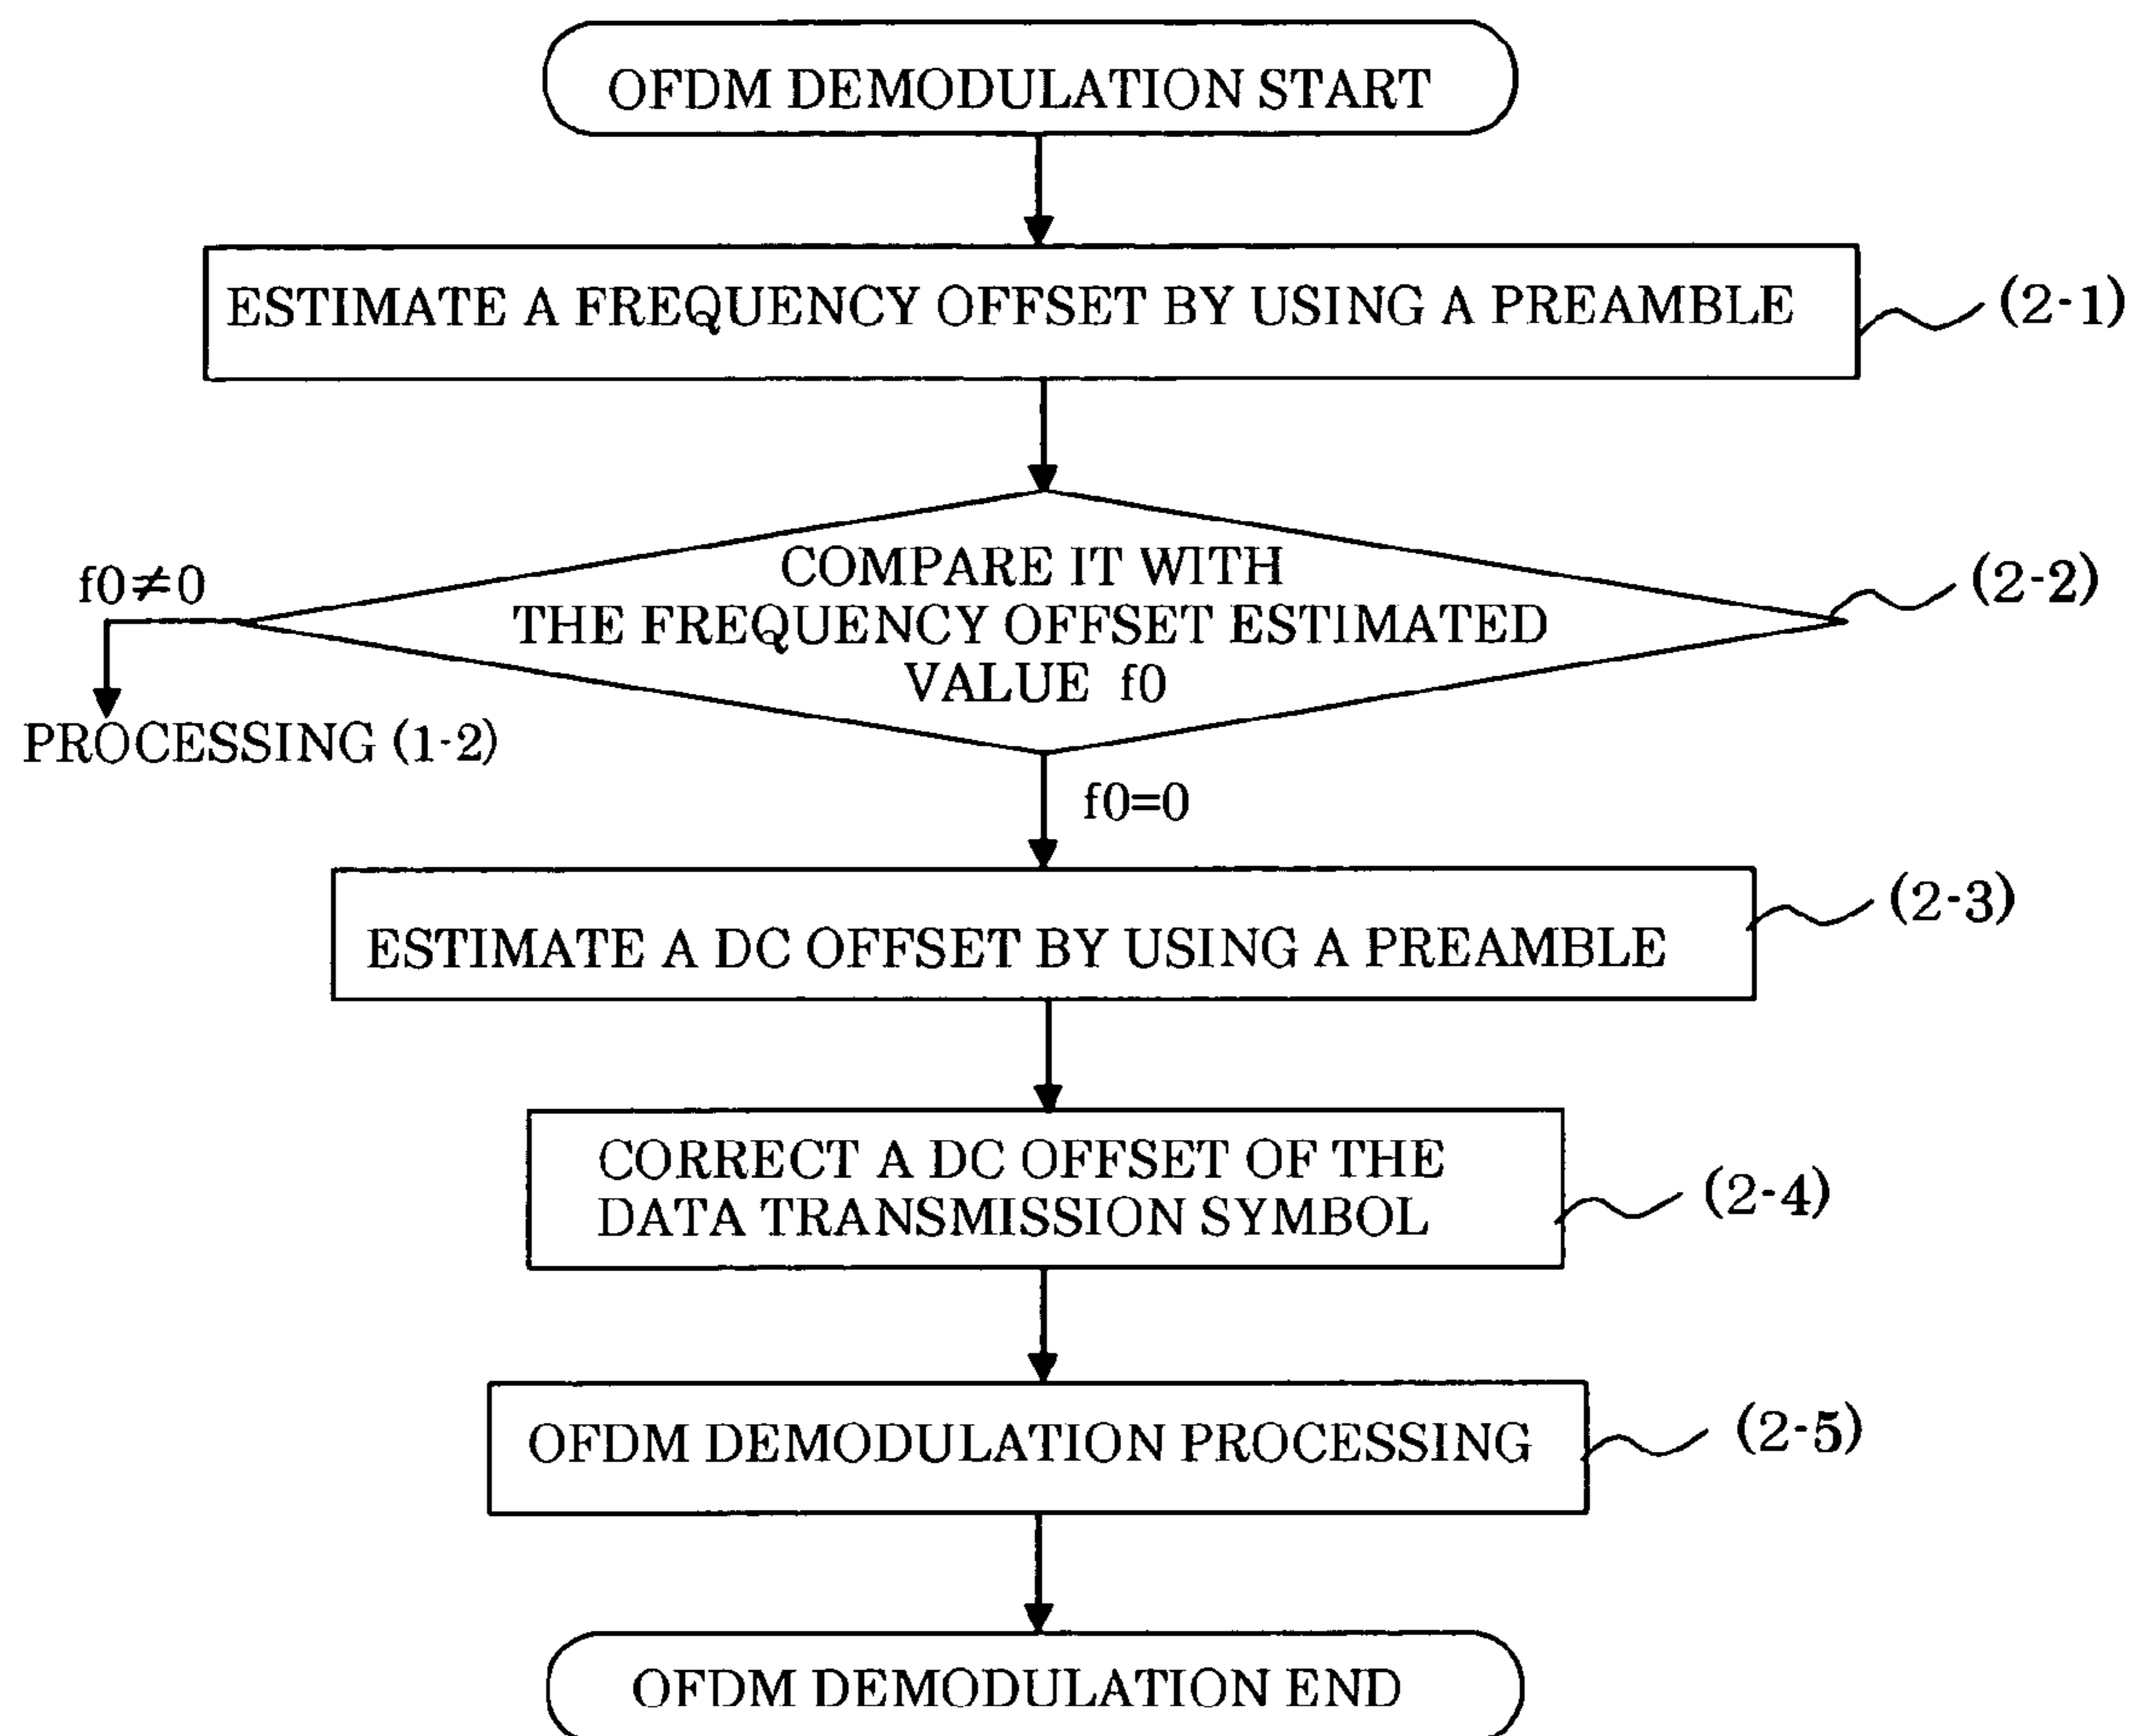 OFDM DEMODULATION START
ESTIMATE A FREQUENCY OFFSET BY USING A PREAMBLE
(2-1)
COMPARE IT WITH
THE FREQUENCY OFFSET ESTIMATED
VALUE f0
(2-2)
f0≠0
PROCESSING (1-2)
f0=0
ESTIMATE A DC OFFSET BY USING A PREAMBLE
(2-3)
CORRECT A DC OFFSET OF THE
DATA TRANSMISSION SYMBOL
(2-4)
OFDM DEMODULATION PROCESSING
(2-5)
OFDM DEMODULATION END